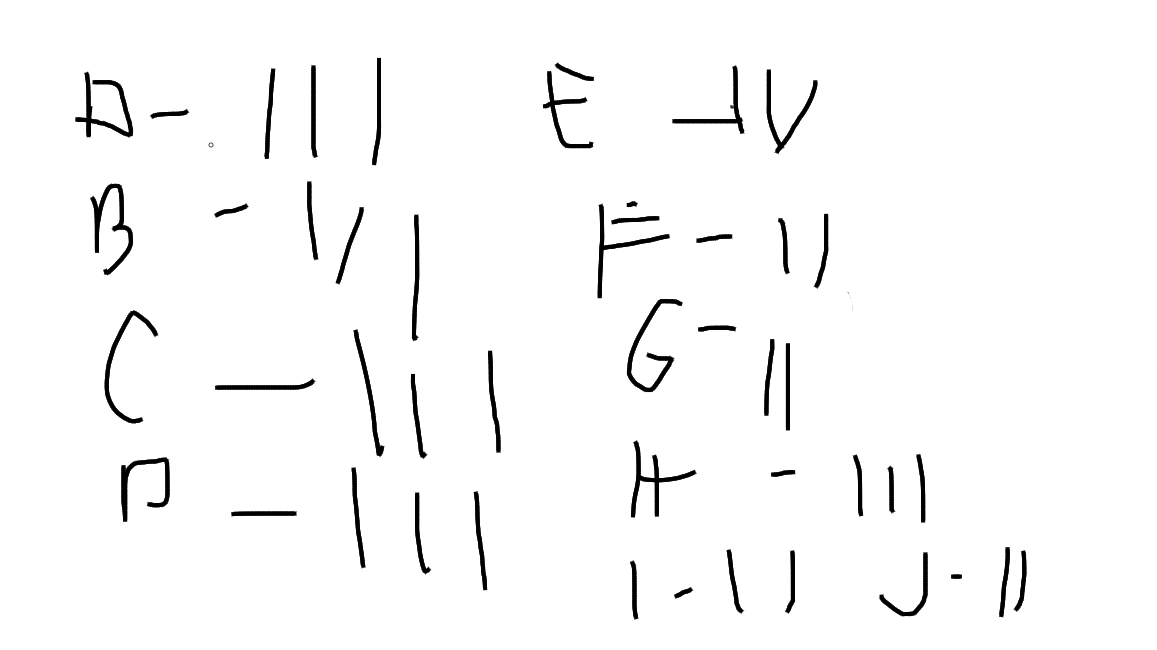 D - III
B - I/I
C - III
D - III
E - IV
F - II
G - II
H - III
I - II
J - II